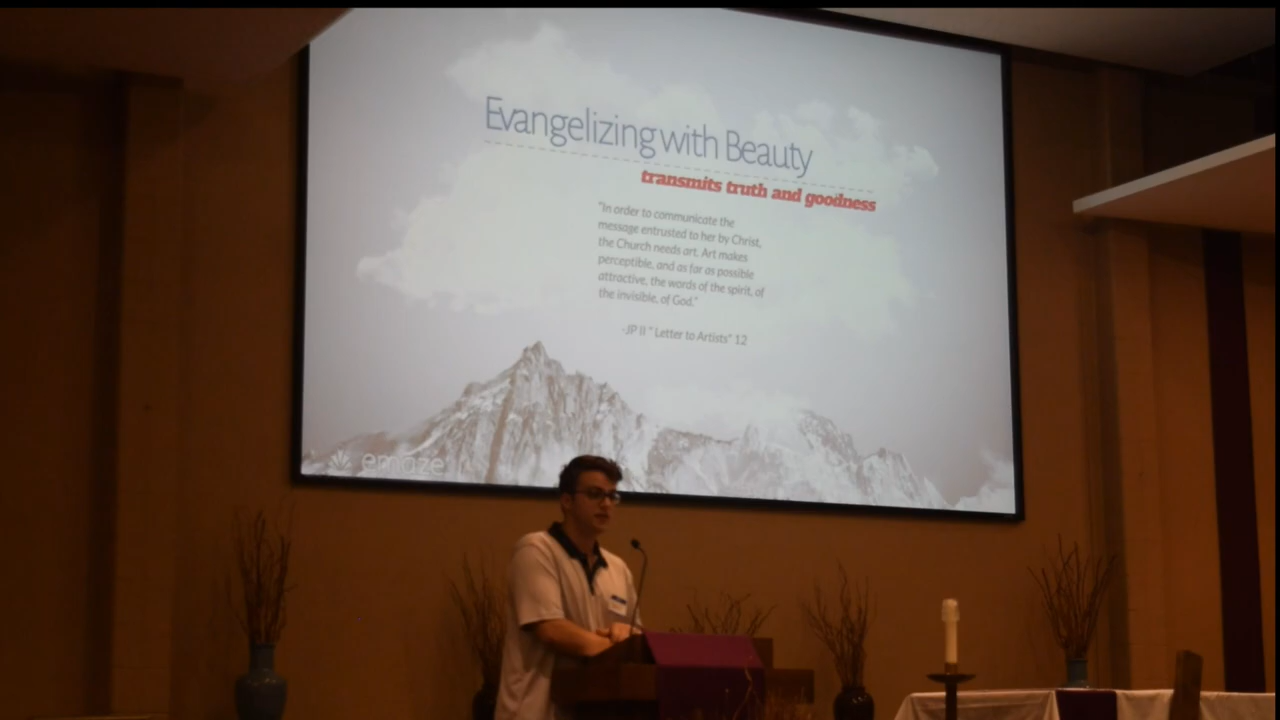 Evangelizing with Beauty
transmits truth and goodness
"In order to communicate the
message entrusted to her by Christ,
the Church needs art. Art makes
perceptible, and as far as possible
attractive, the words of the spirit, of
the invisible, of God."
-JP II " Letter to Artists" 12
emaze